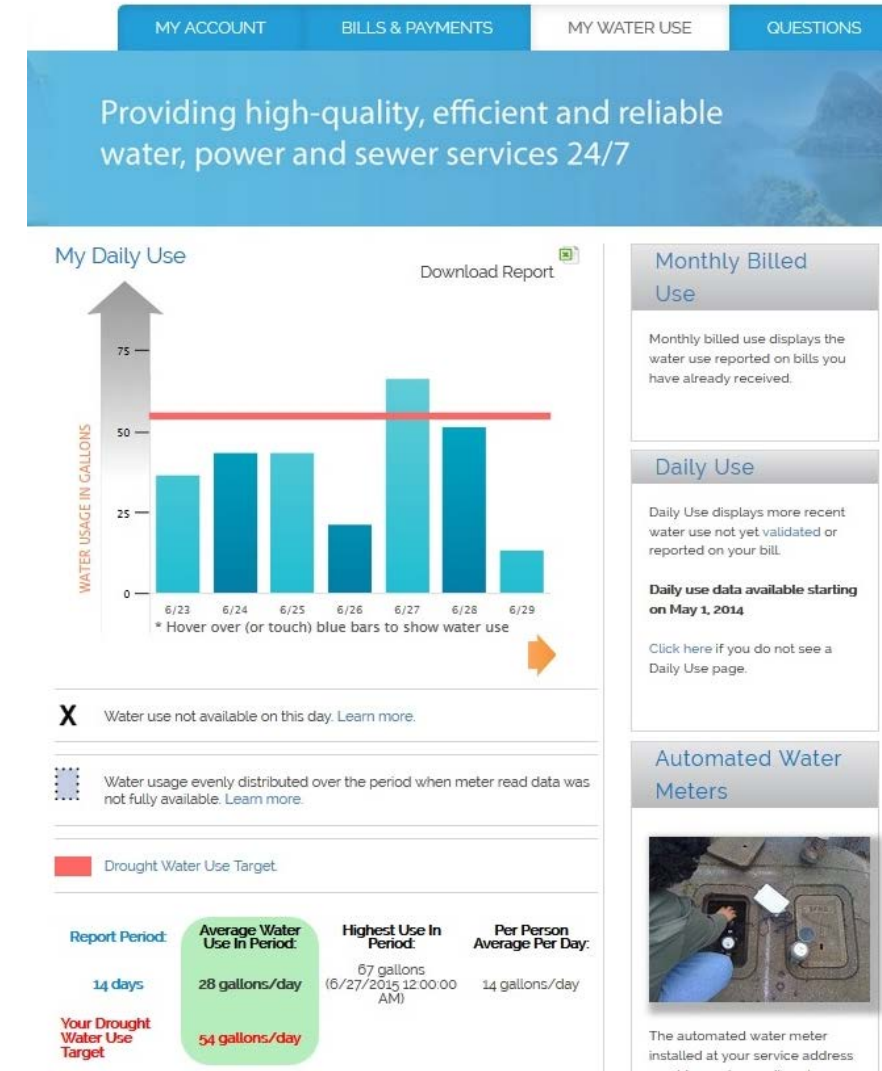 MY ACCOUNT
BILLS & PAYMENTS
MY WATER USE
QUESTIONS
Providing high-quality, efficient and reliable
water, power and sewer services 24/7
My Daily Use
Download Report
WATER USAGE IN GALLONS
75
50
25
0
6/23
6/24
6/25
6/26
6/27
6/28
6/29
* Hover over (or touch) blue bars to show water use
X
Water use not available on this day. Learn more.
Water usage evenly distributed over the period when meter read data was
not fully available. Learn more.
Drought Water Use Target.
Report Period:
Average Water
Use In Period:
Highest Use In
Period:
Per Person
Average Per Day:
14 days
28 gallons/day
67 gallons
(6/27/2015 12:00:00
AM)
14 gallons/day
Your Drought
Water Use
Target
54 gallons/day
Monthly Billed
Use
Monthly billed use displays the
water use reported on bills you
have already received.
Daily Use
Daily Use displays more recent
water use not yet validated or
reported on your bill.
Daily use data available starting
on May 1, 2014
Click here if you do not see a
Daily Use page.
Automated Water
Meters
The automated water meter
installed at your service address